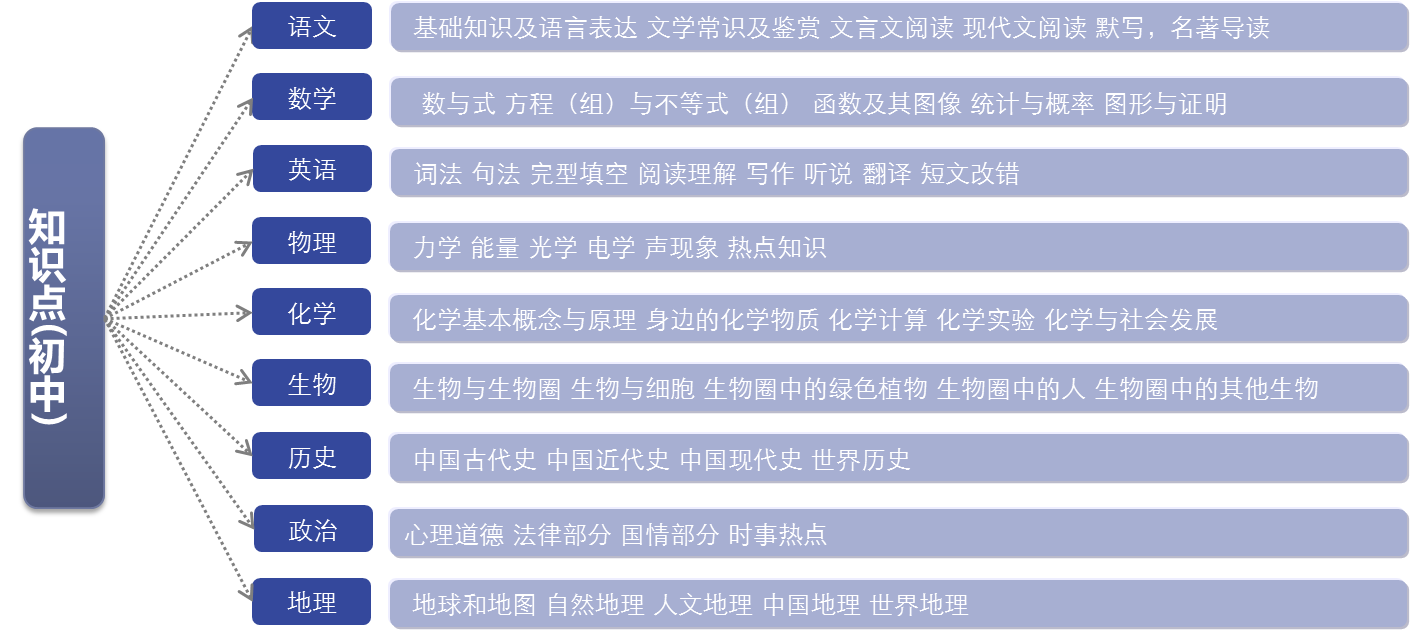 知识点(初中)
语文
基础知识及语言表达 文学常识及鉴赏 文言文阅读 现代文阅读 默写，名著导读
数学
数与式 方程（组）与不等式（组） 函数及其图像 统计与概率 图形与证明
英语
词法 句法 完型填空 阅读理解 写作 听说 翻译 短文改错
物理
力学 能量 光学 电学 声现象 热点知识
化学
化学基本概念与原理 身边的化学物质 化学计算 化学实验 化学与社会发展
生物
生物与生物圈 生物与细胞 生物圈中的绿色植物 生物圈中的人 生物圈中的其他生物
历史
中国古代史 中国近代史 中国现代史 世界历史
政治
心理道德 法律部分 国情部分 时事热点
地理
地球和地图 自然地理 人文地理 中国地理 世界地理